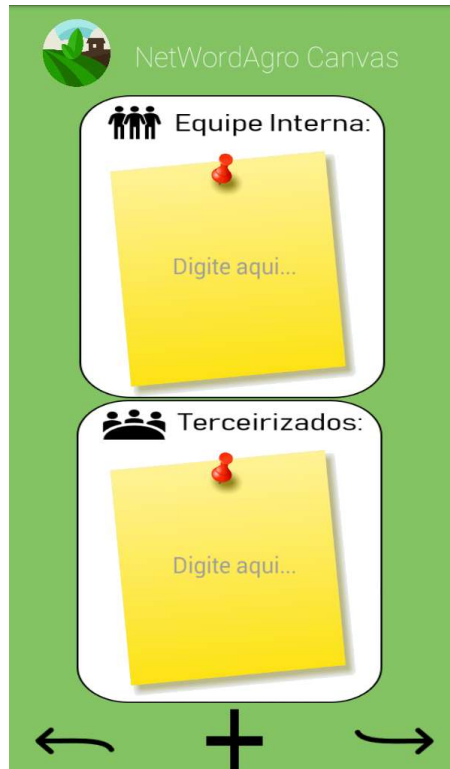 NetWordAgro Canvas
Equipe Interna:
Digite aqui...
Terceirizados:
Digite aqui...